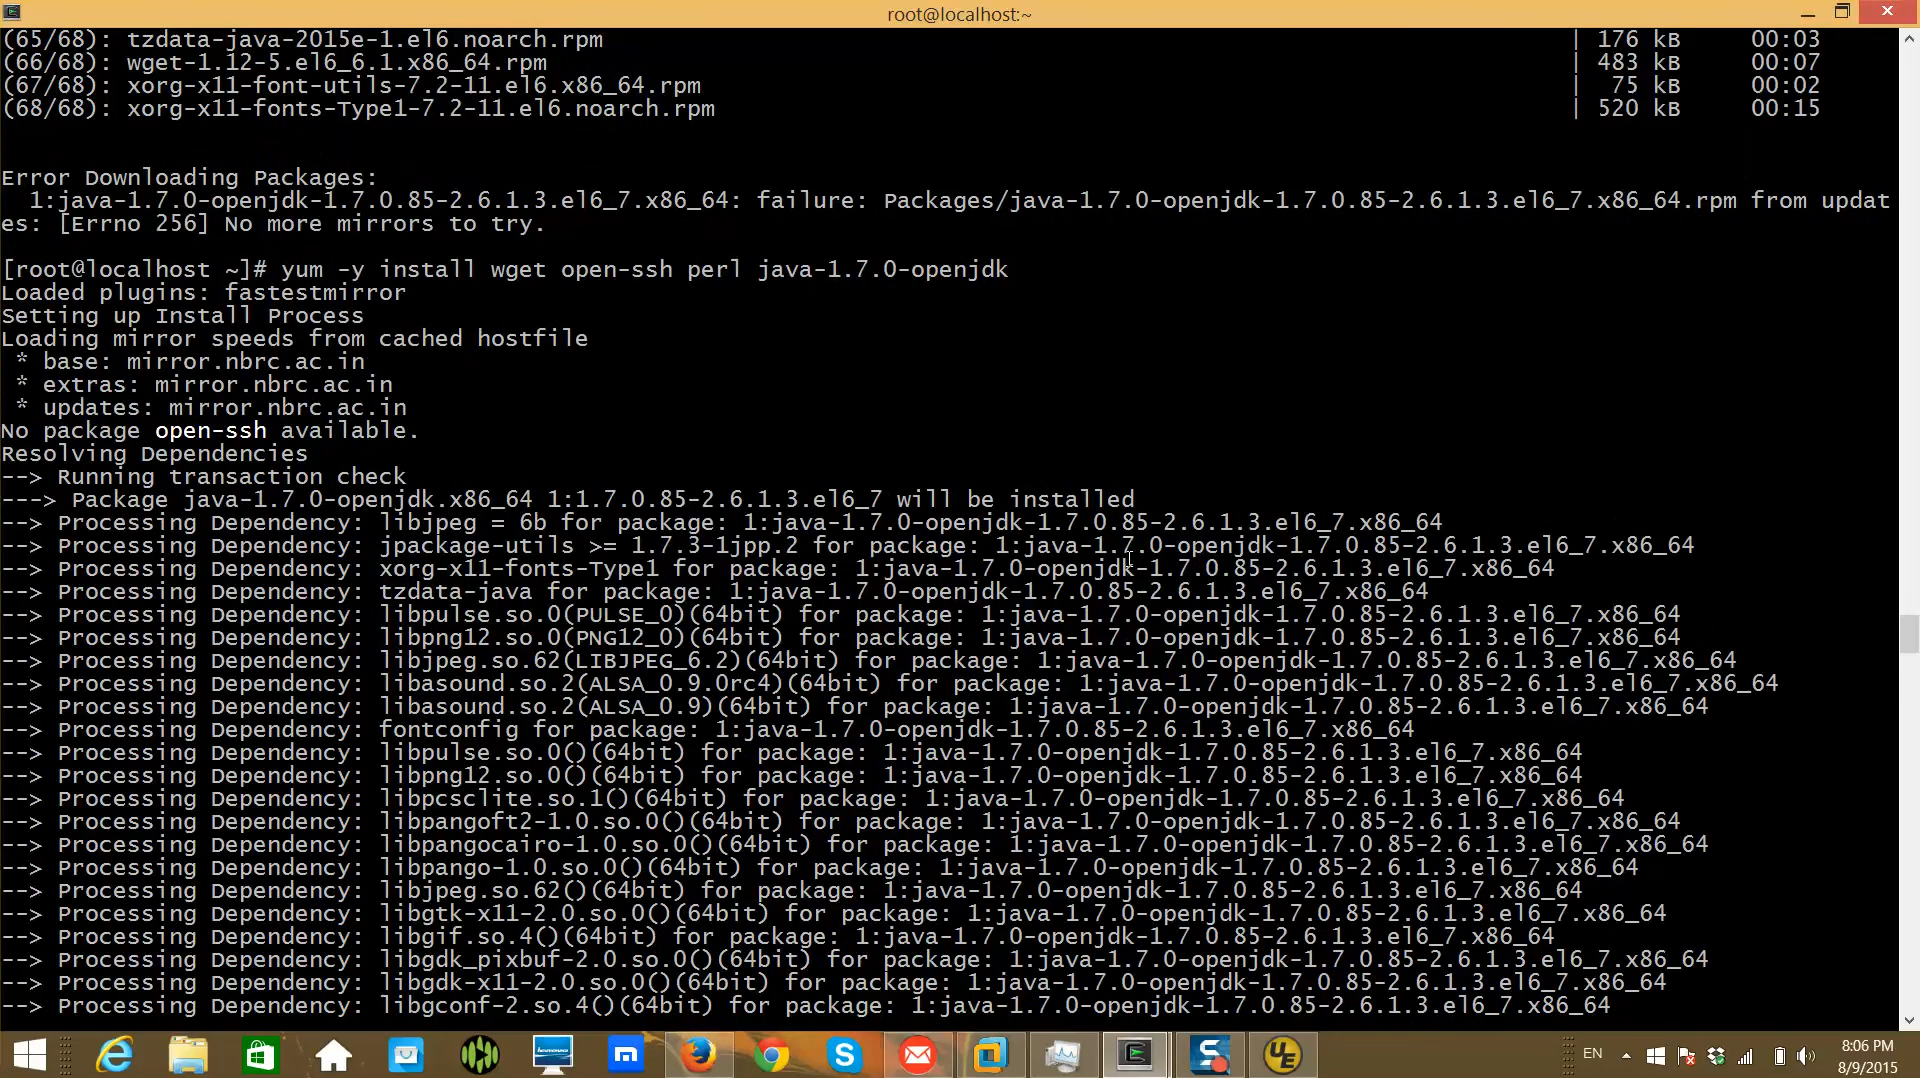 root@localhost:~
(65/68): tzdata-java-2015e-1.el6.noarch.rpm | 176 kB 00:03
(66/68): wget-1.12-5.el6_6.1.x86_64.rpm | 483 kB 00:07
(67/68): xorg-x11-font-utils-7.2-11.el6.x86_64.rpm | 75 kB 00:02
(68/68): xorg-x11-fonts-Type1-7.2-11.el6.noarch.rpm | 520 kB 00:15
Error Downloading Packages:
1:java-1.7.0-openjdk-1.7.0.85-2.6.1.3.el6_7.x86_64: failure: Packages/java-1.7.0-openjdk-1.7.0.85-2.6.1.3.el6_7.x86_64.rpm from updat
es: [Errno 256] No more mirrors to try.
[root@localhost ~]# yum -y install wget open-ssh perl java-1.7.0-openjdk
Loaded plugins: fastestmirror
Setting up Install Process
Loading mirror speeds from cached hostfile
* base: mirror.nbrc.ac.in
* extras: mirror.nbrc.ac.in
* updates: mirror.nbrc.ac.in
No package open-ssh available.
Resolving Dependencies
--> Running transaction check
---> Package java-1.7.0-openjdk.x86_64 1:1.7.0.85-2.6.1.3.el6_7 will be installed
--> Processing Dependency: libjpeg = 6b for package: 1:java-1.7.0-openjdk-1.7.0.85-2.6.1.3.el6_7.x86_64
--> Processing Dependency: jpackage-utils >= 1.7.3-1jpp.2 for package: 1:java-1.7.0-openjdk-1.7.0.85-2.6.1.3.el6_7.x86_64
--> Processing Dependency: xorg-x11-fonts-Type1 for package: 1:java-1.7.0-openjdk-1.7.0.85-2.6.1.3.el6_7.x86_64
--> Processing Dependency: tzdata-java for package: 1:java-1.7.0-openjdk-1.7.0.85-2.6.1.3.el6_7.x86_64
--> Processing Dependency: libpulse.so.0(PULSE_0)(64bit) for package: 1:java-1.7.0-openjdk-1.7.0.85-2.6.1.3.el6_7.x86_64
--> Processing Dependency: libpng12.so.0(PNG12_0)(64bit) for package: 1:java-1.7.0-openjdk-1.7.0.85-2.6.1.3.el6_7.x86_64
--> Processing Dependency: libjpeg.so.62(LIBJPEG_6.2)(64bit) for package: 1:java-1.7.0-openjdk-1.7.0.85-2.6.1.3.el6_7.x86_64
--> Processing Dependency: libasound.so.2(ALSA_0.9.0rc4)(64bit) for package: 1:java-1.7.0-openjdk-1.7.0.85-2.6.1.3.el6_7.x86_64
--> Processing Dependency: libasound.so.2(ALSA_0.9)(64bit) for package: 1:java-1.7.0-openjdk-1.7.0.85-2.6.1.3.el6_7.x86_64
--> Processing Dependency: fontconfig for package: 1:java-1.7.0-openjdk-1.7.0.85-2.6.1.3.el6_7.x86_64
--> Processing Dependency: libpulse.so.0()(64bit) for package: 1:java-1.7.0-openjdk-1.7.0.85-2.6.1.3.el6_7.x86_64
--> Processing Dependency: libpng12.so.0()(64bit) for package: 1:java-1.7.0-openjdk-1.7.0.85-2.6.1.3.el6_7.x86_64
--> Processing Dependency: libpcsclite.so.1()(64bit) for package: 1:java-1.7.0-openjdk-1.7.0.85-2.6.1.3.el6_7.x86_64
--> Processing Dependency: libpangoft2-1.0.so.0()(64bit) for package: 1:java-1.7.0-openjdk-1.7.0.85-2.6.1.3.el6_7.x86_64
--> Processing Dependency: libpangocairo-1.0.so.0()(64bit) for package: 1:java-1.7.0-openjdk-1.7.0.85-2.6.1.3.el6_7.x86_64
--> Processing Dependency: libpango-1.0.so.0()(64bit) for package: 1:java-1.7.0-openjdk-1.7.0.85-2.6.1.3.el6_7.x86_64
--> Processing Dependency: libjpeg.so.62()(64bit) for package: 1:java-1.7.0-openjdk-1.7.0.85-2.6.1.3.el6_7.x86_64
--> Processing Dependency: libgtk-x11-2.0.so.0()(64bit) for package: 1:java-1.7.0-openjdk-1.7.0.85-2.6.1.3.el6_7.x86_64
--> Processing Dependency: libgif.so.4()(64bit) for package: 1:java-1.7.0-openjdk-1.7.0.85-2.6.1.3.el6_7.x86_64
--> Processing Dependency: libgdk_pixbuf-2.0.so.0()(64bit) for package: 1:java-1.7.0-openjdk-1.7.0.85-2.6.1.3.el6_7.x86_64
--> Processing Dependency: libgdk-x11-2.0.so.0()(64bit) for package: 1:java-1.7.0-openjdk-1.7.0.85-2.6.1.3.el6_7.x86_64
--> Processing Dependency: libgconf-2.so.4()(64bit) for package: 1:java-1.7.0-openjdk-1.7.0.85-2.6.1.3.el6_7.x86_64
EN
8:06 PM
8/9/2015